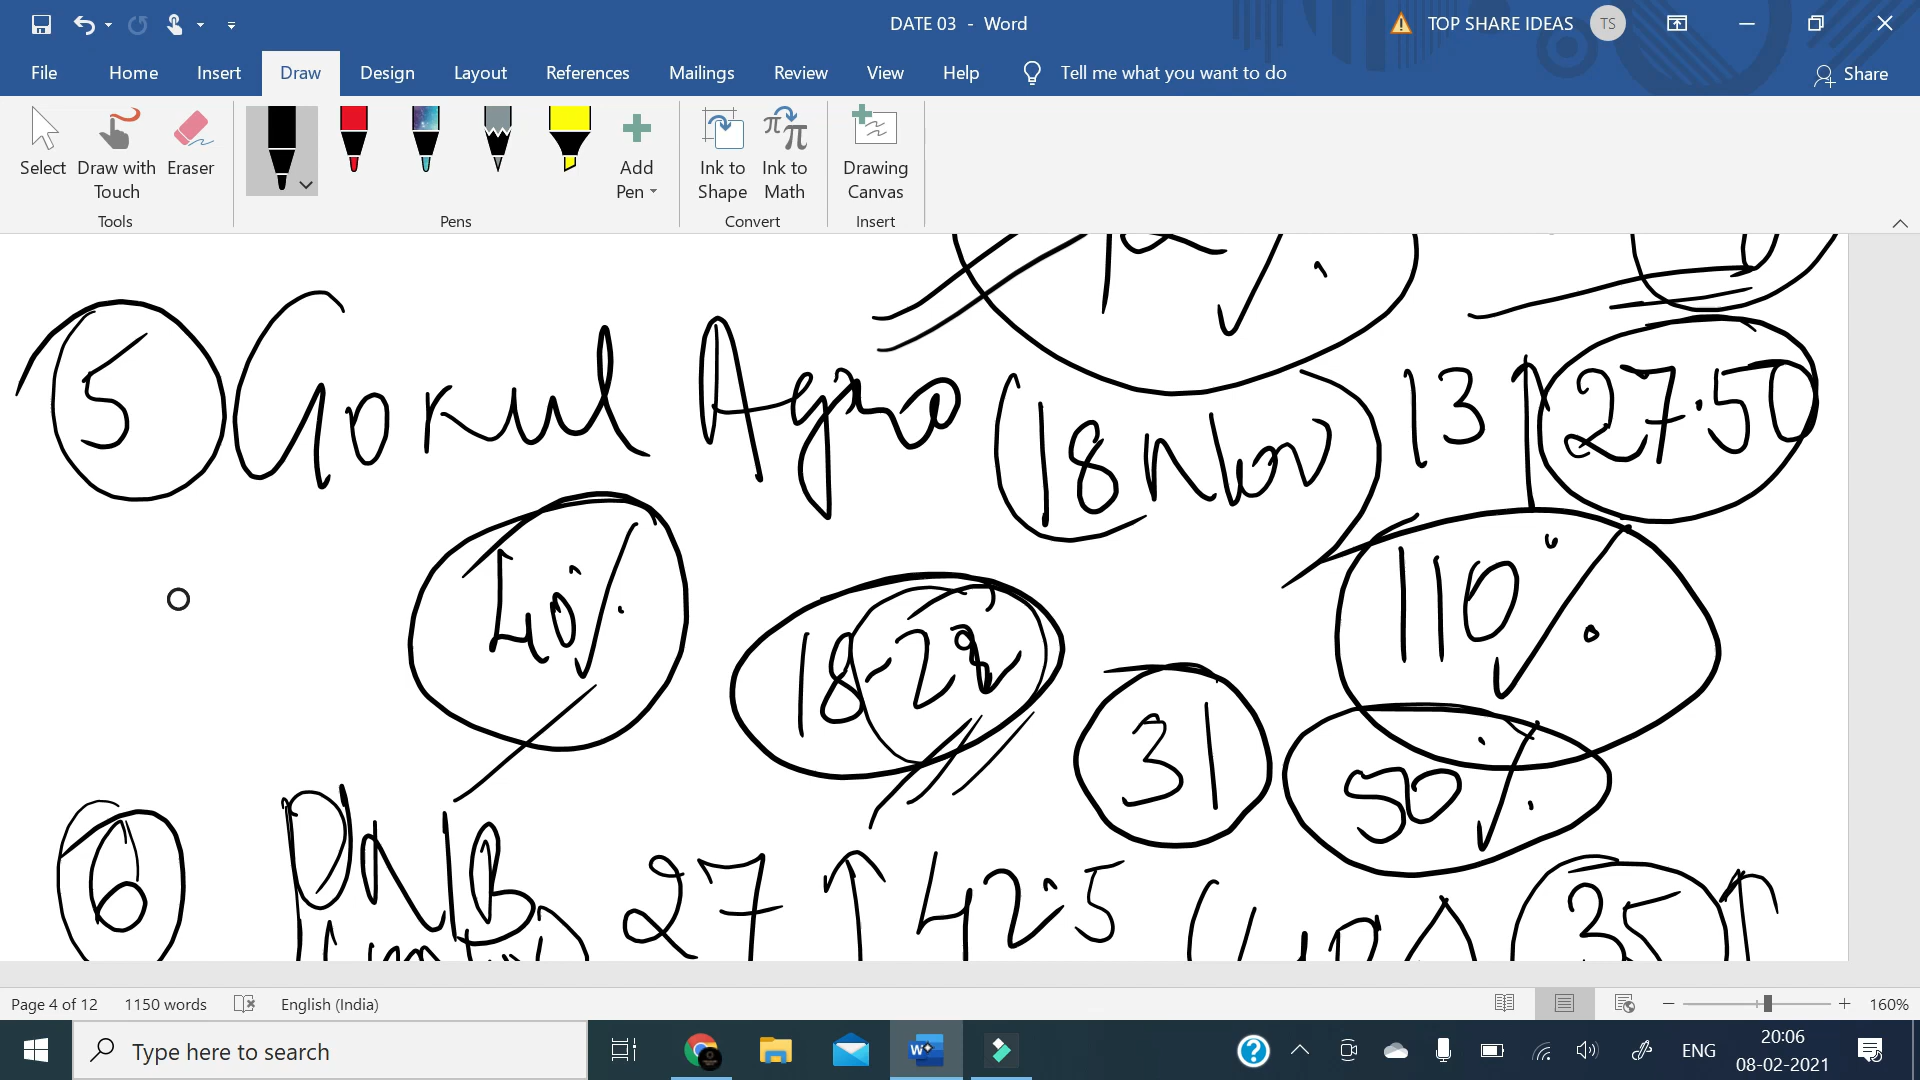 DATE 03 - Word
TOP SHARE IDEAS TS
File Home Insert Draw Design Layout References Mailings Review View Help Tell me what you want to do Share
Select Draw with Touch Eraser
Add Pen
Ink to Shape Ink to Math
Drawing Canvas
Tools Pens Convert Insert
5 Gokul Agro (18 Nov) 13 ↑ 27.50
40% 18-22 110%
31 50%
6 PNB 27 ↑ 42.5 35 ↑
Page 4 of 12 1150 words English (India) 160%
Type here to search
ENG 20:06
08-02-2021